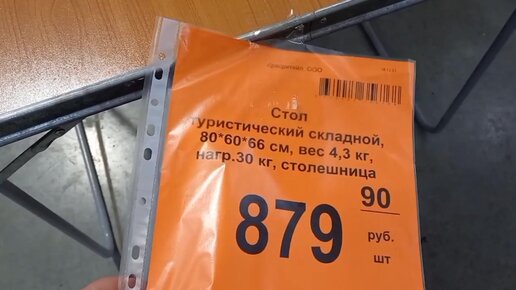 Стол
туристический складной,
80*60*66 см, вес 4,3 кг,
нагр.30 кг, столешница
879 90
руб.
шт